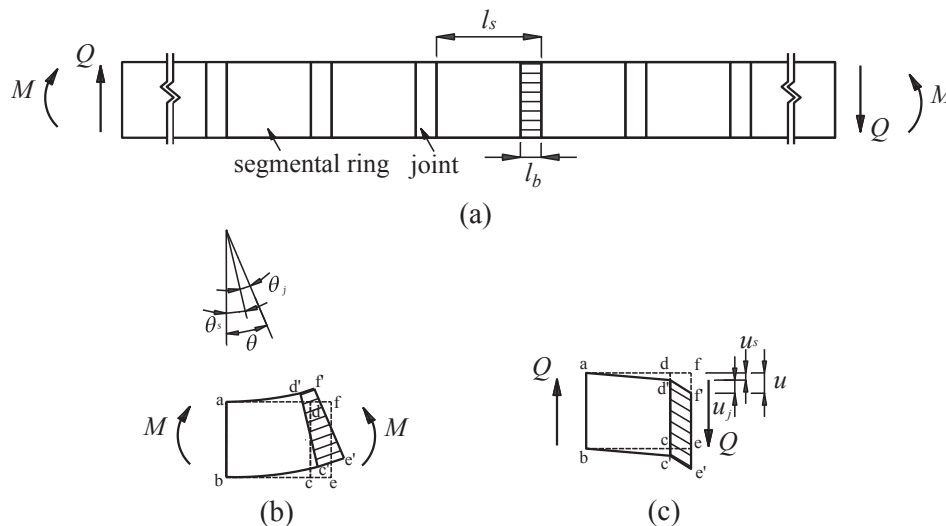 l_s
Q
M
M
Q
segmental ring
joint
l_b
(a)
θ_j
θ_s
θ
d' f'
a d f
M
M
b c c' e e'
(b)
u_s
a d f
Q
d' f'
u
u_j
b c e
Q
c' e'
(c)